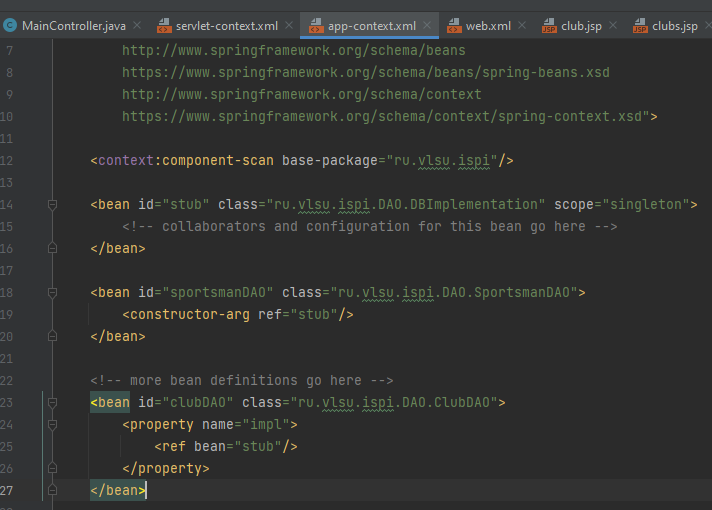 MainController.java × servlet-context.xml × app-context.xml × web.xml × club.jsp × clubs.jsp ×
7 http://www.springframework.org/schema/beans
8 https://www.springframework.org/schema/beans/spring-beans.xsd
9 http://www.springframework.org/schema/context
10 https://www.springframework.org/schema/context/spring-context.xsd">
11
12 <context:component-scan base-package="ru.vlsu.ispi"/>
13
14 <bean id="stub" class="ru.vlsu.ispi.DAO.DBImplementation" scope="singleton">
15 <!-- collaborators and configuration for this bean go here -->
16 </bean>
17
18 <bean id="sportsmanDAO" class="ru.vlsu.ispi.DAO.SportsmanDAO">
19 <constructor-arg ref="stub"/>
20 </bean>
21
22 <!-- more bean definitions go here -->
23 <bean id="clubDAO" class="ru.vlsu.ispi.DAO.ClubDAO">
24 <property name="impl">
25 <ref bean="stub"/>
26 </property>
27 </bean>